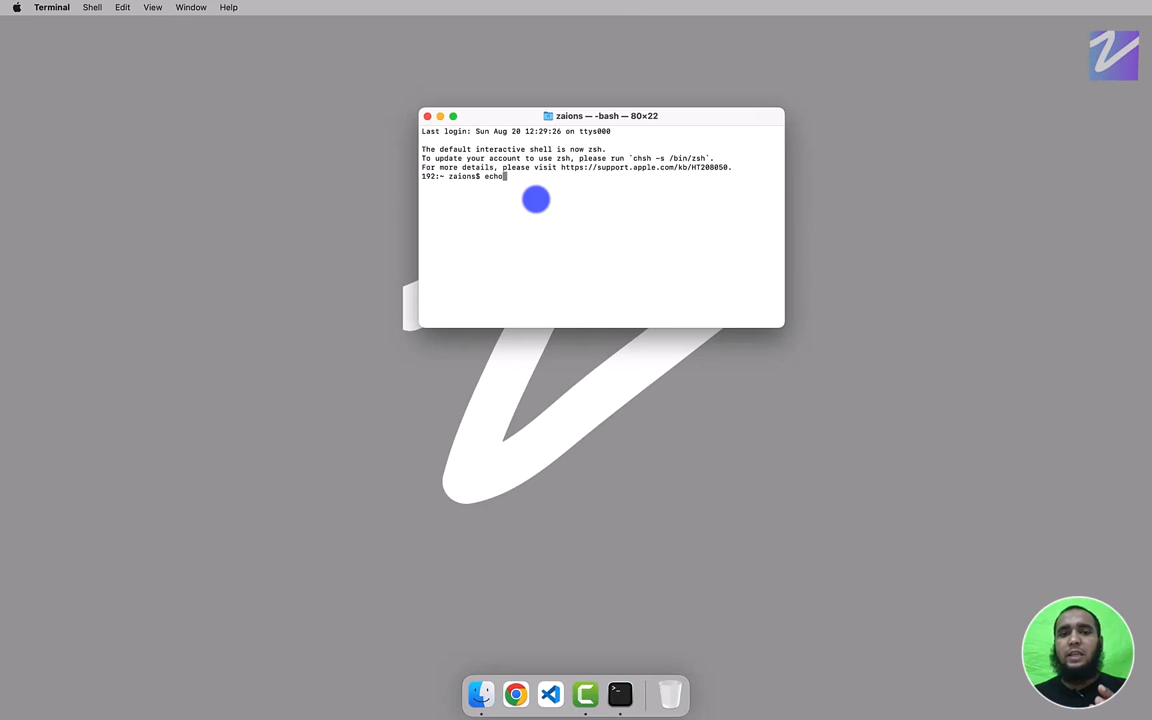 Terminal Shell Edit View Window Help
zaions — -bash — 80×22
Last login: Sun Aug 20 12:29:26 on ttys000
The default interactive shell is now zsh.
To update your account to use zsh, please run `chsh -s /bin/zsh`.
For more details, please visit https://support.apple.com/kb/HT208050.
192:~ zaions$ echo